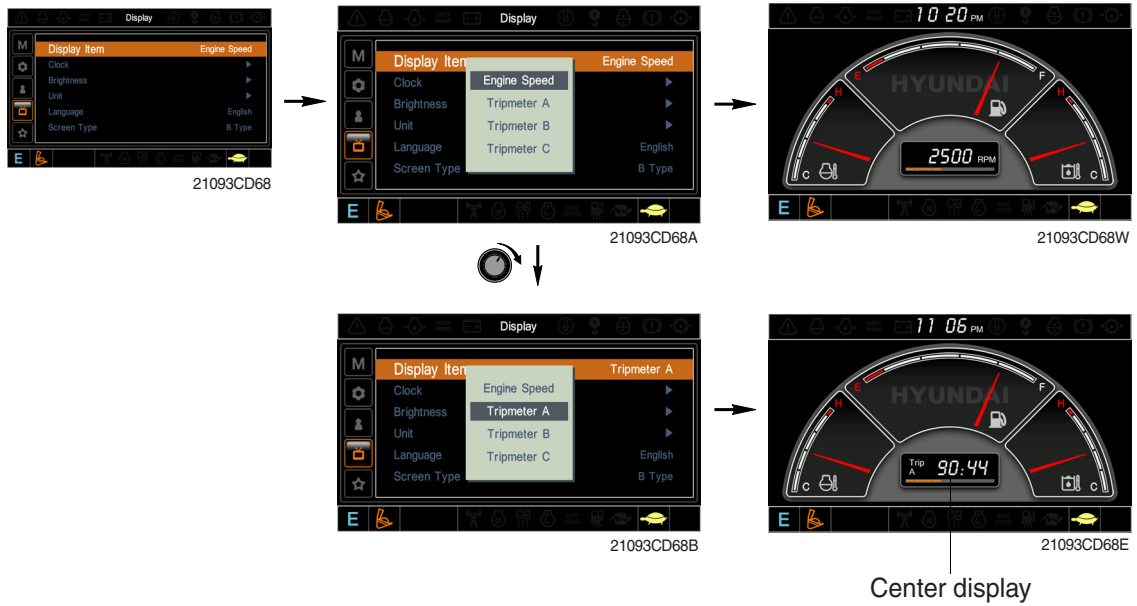 Display
M
Display Item Engine Speed
Clock
Brightness
Unit
Language English
Screen Type B Type
E
21093CD68
Display
M
Display Item Engine Speed
Clock
Brightness
Unit
Language English
Screen Type B Type
Engine Speed
Tripmeter A
Tripmeter B
Tripmeter C
E
21093CD68A
10 20 PM
HYUNDAI
E F
H H
C C
2500 RPM
E
21093CD68W
Display
M
Display Item Tripmeter A
Clock
Brightness
Unit
Language English
Screen Type B Type
Engine Speed
Tripmeter A
Tripmeter B
Tripmeter C
E
21093CD68B
11 06 PM
HYUNDAI
E F
H H
C C
Trip
A 90:44
E
21093CD68E
Center display